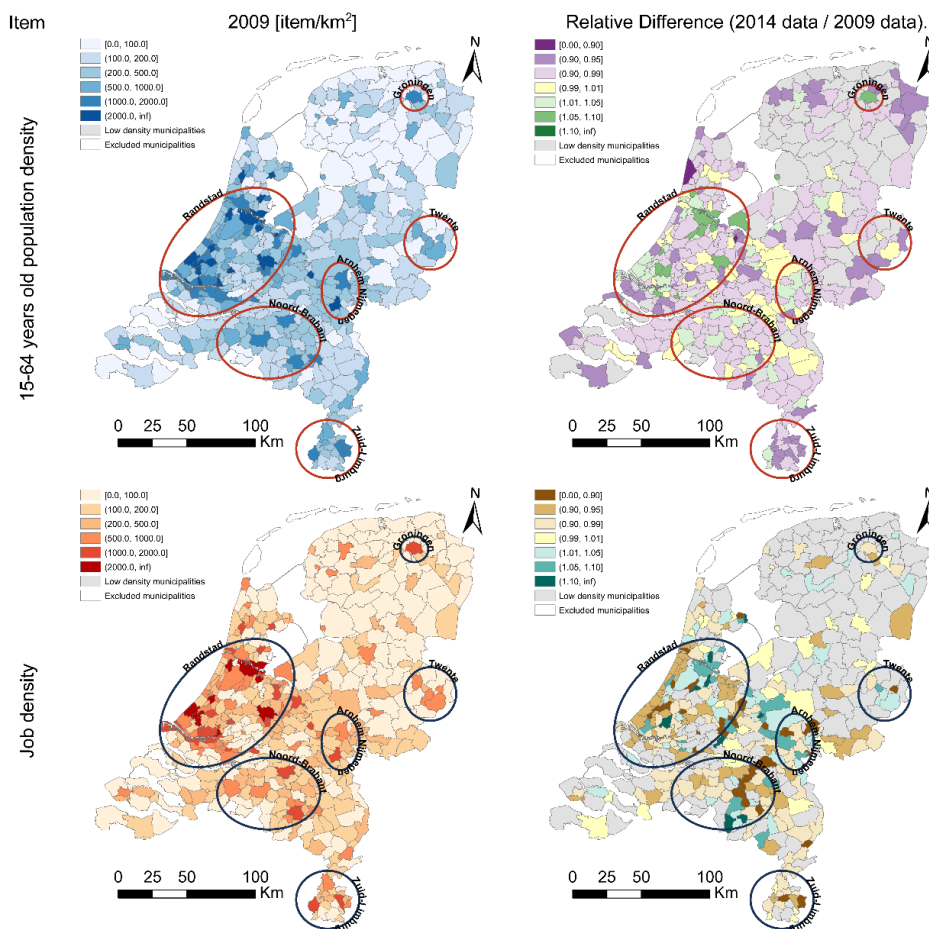 Item
2009 [item/km²]
Relative Difference (2014 data / 2009 data).
15-64 years old population density
[0.0, 100.0]
(100.0, 200.0]
(200.0, 500.0]
(500.0, 1000.0]
(1000.0, 2000.0]
(2000.0, inf)
Low density municipalities
Excluded municipalities
N
Groningen
Randstad
Twente
Arnhem Nijmegen
Noord-Brabant
Zuid-Limburg
0 25 50 100
Km
[0.00, 0.90]
(0.90, 0.95]
(0.90, 0.99]
(0.99, 1.01]
(1.01, 1.05]
(1.05, 1.10]
(1.10, inf)
Low density municipalities
Excluded municipalities
N
Groningen
Randstad
Twente
Arnhem Nijmegen
Noord-Brabant
Zuid-Limburg
0 25 50 100
Km
Job density
[0.0, 100.0]
(100.0, 200.0]
(200.0, 500.0]
(500.0, 1000.0]
(1000.0, 2000.0]
(2000.0, inf)
Low density municipalities
Excluded municipalities
N
Groningen
Randstad
Twente
Arnhem Nijmegen
Noord-Brabant
Zuid-Limburg
0 25 50 100
Km
[0.00, 0.90]
(0.90, 0.95]
(0.90, 0.99]
(0.99, 1.01]
(1.01, 1.05]
(1.05, 1.10]
(1.10, inf)
Low density municipalities
Excluded municipalities
N
Groningen
Randstad
Twente
Arnhem Nijmegen
Noord-Brabant
Zuid-Limburg
0 25 50 100
Km